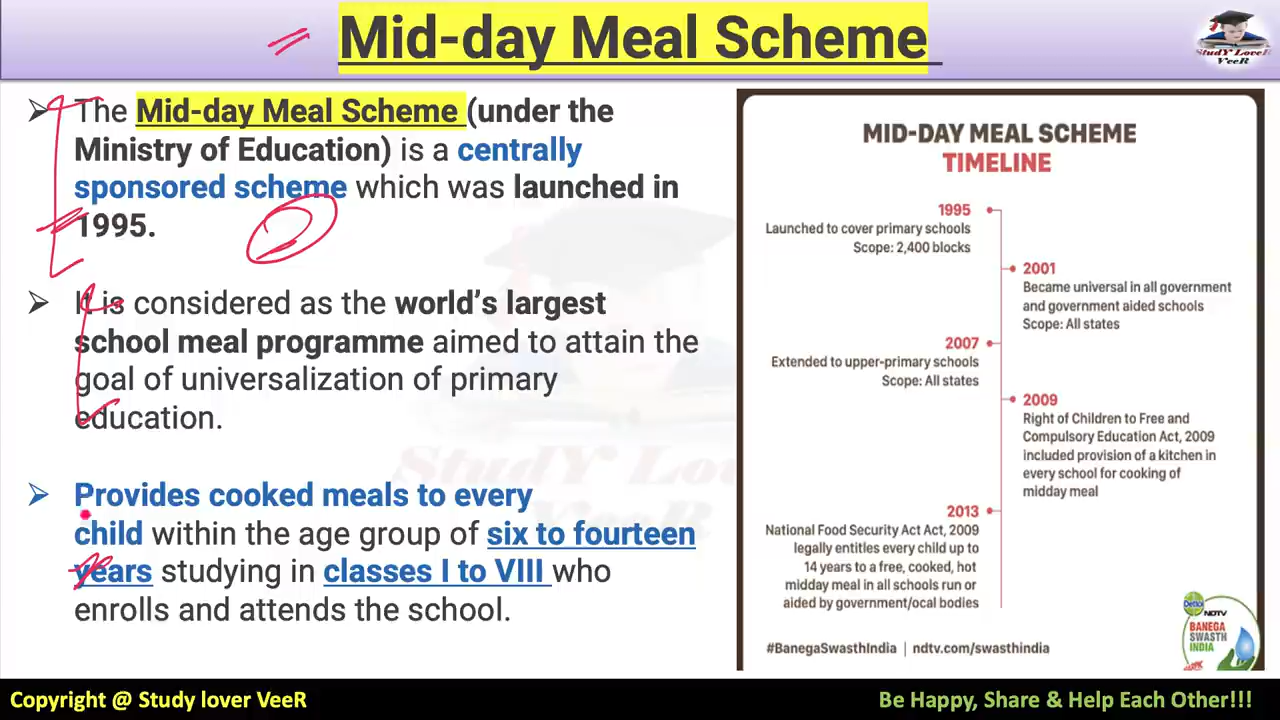 Mid-day Meal Scheme
StudY LoveR
VeeR
➤ The Mid-day Meal Scheme (under the
Ministry of Education) is a centrally
sponsored scheme which was launched in
1995.
➤ It is considered as the world's largest
school meal programme aimed to attain the
goal of universalization of primary
education.
➤ Provides cooked meals to every
child within the age group of six to fourteen
years studying in classes I to VIII who
enrolls and attends the school.
StudY LoveR
VeeR
MID-DAY MEAL SCHEME
TIMELINE
1995
Launched to cover primary schools
Scope: 2,400 blocks
2001
Became universal in all government
and government aided schools
Scope: All states
2007
Extended to upper-primary schools
Scope: All states
2009
Right of Children to Free and
Compulsory Education Act, 2009
included provision of a kitchen in
every school for cooking of
midday meal
2013
National Food Security Act Act, 2009
legally entitles every child up to
14 years to a free, cooked, hot
midday meal in all schools run or
aided by government/ocal bodies
#BanegaSwasthIndia | ndtv.com/swasthindia
Dettol NDTV
BANEGA
SWASTH
INDIA
Copyright @ Study lover VeeR
Be Happy, Share & Help Each Other!!!